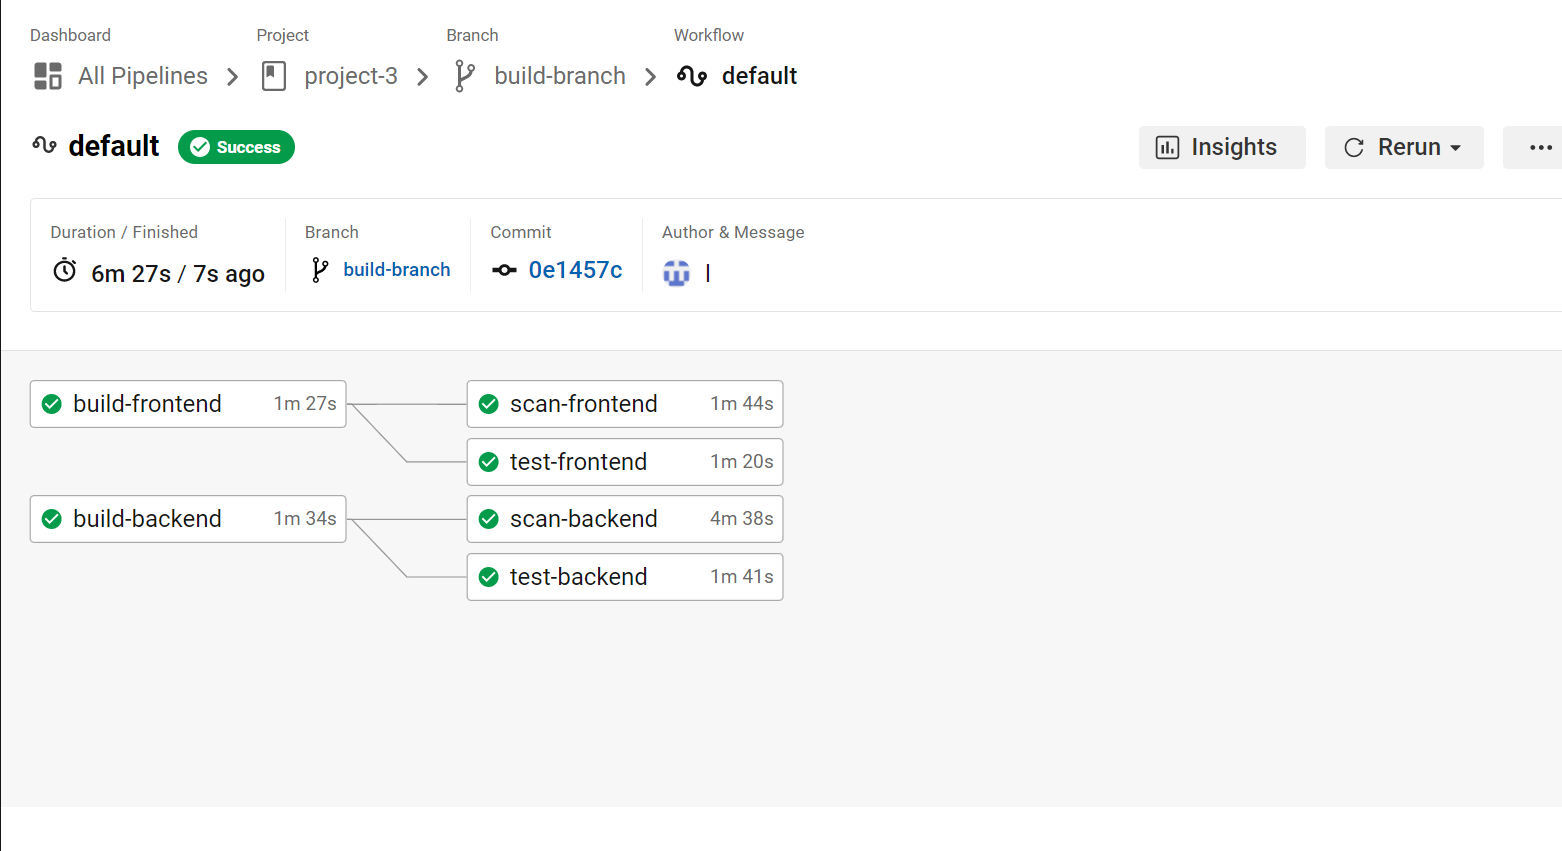 Dashboard Project Branch Workflow
All Pipelines project-3 build-branch default
default Success Insights Rerun ...
Duration / Finished Branch Commit Author & Message
6m 27s / 7s ago build-branch 0e1457c l
build-frontend 1m 27s scan-frontend 1m 44s
test-frontend 1m 20s
build-backend 1m 34s scan-backend 4m 38s
test-backend 1m 41s